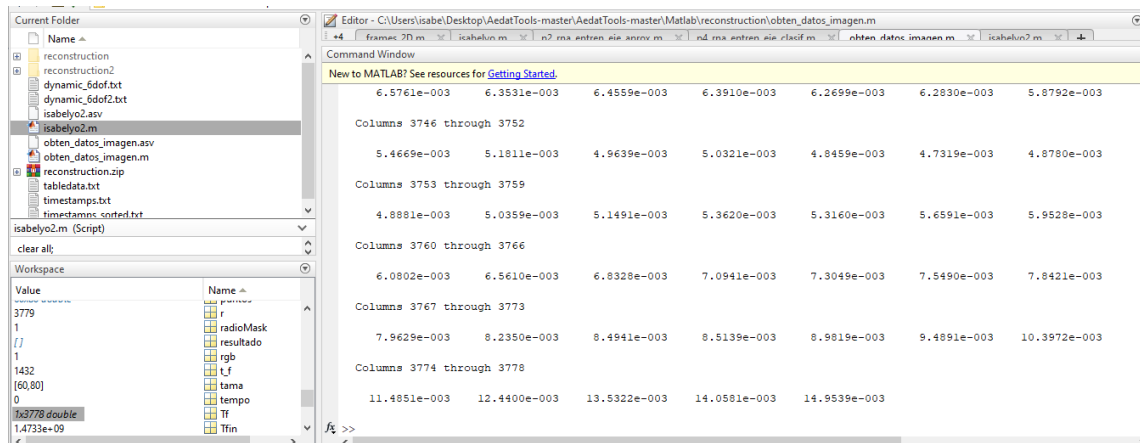 Current Folder
Name
reconstruction
reconstruction2
dynamic_6dof.txt
dynamic_6dof2.txt
isabelyo2.asv
isabelyo2.m
obten_datos_imagen.asv
obten_datos_imagen.m
reconstruction.zip
tabledata.txt
timestamps.txt
timestamps_sorted.txt
isabelyo2.m (Script)
clear all;
Workspace
Value Name
puntos
3779 r
1 radioMask
[] resultado
1 rgb
1432 t_f
[60,80] tama
0 tempo
1x3778 double Tf
1.4733e+09 Tfin
Editor - C:\Users\isabe\Desktop\AedatTools-master\AedatTools-master\Matlab\reconstruction\obten_datos_imagen.m
+4 frames_2D.m isabelyo.m p2_rna_entren_eje_aprox.m p4_rna_entren_eje_clasif.m obten_datos_imagen.m isabelyo2.m +
Command Window
New to MATLAB? See resources for Getting Started.
6.5761e-003 6.3531e-003 6.4559e-003 6.3910e-003 6.2699e-003 6.2830e-003 5.8792e-003
Columns 3746 through 3752
5.4669e-003 5.1811e-003 4.9639e-003 5.0321e-003 4.8459e-003 4.7319e-003 4.8780e-003
Columns 3753 through 3759
4.8881e-003 5.0359e-003 5.1491e-003 5.3620e-003 5.3160e-003 5.6591e-003 5.9528e-003
Columns 3760 through 3766
6.0802e-003 6.5610e-003 6.8328e-003 7.0941e-003 7.3049e-003 7.5490e-003 7.8421e-003
Columns 3767 through 3773
7.9629e-003 8.2350e-003 8.4941e-003 8.5139e-003 8.9819e-003 9.4891e-003 10.3972e-003
Columns 3774 through 3778
11.4851e-003 12.4400e-003 13.5322e-003 14.0581e-003 14.9539e-003
fx >>